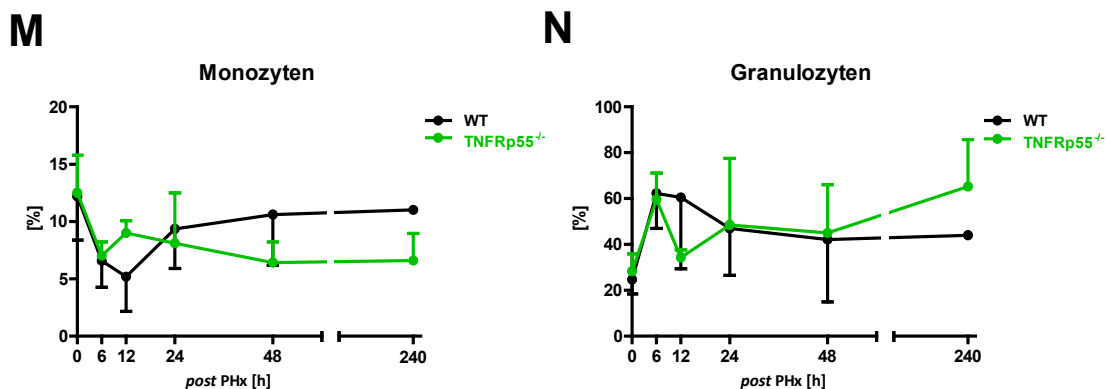 M
Monozyten
[%]
20
15
10
5
0
0 6 12 24 48 240
post PHx [h]
WT
TNFRp55-/-
N
Granulozyten
[%]
100
80
60
40
20
0
0 6 12 24 48 240
post PHx [h]
WT
TNFRp55-/-